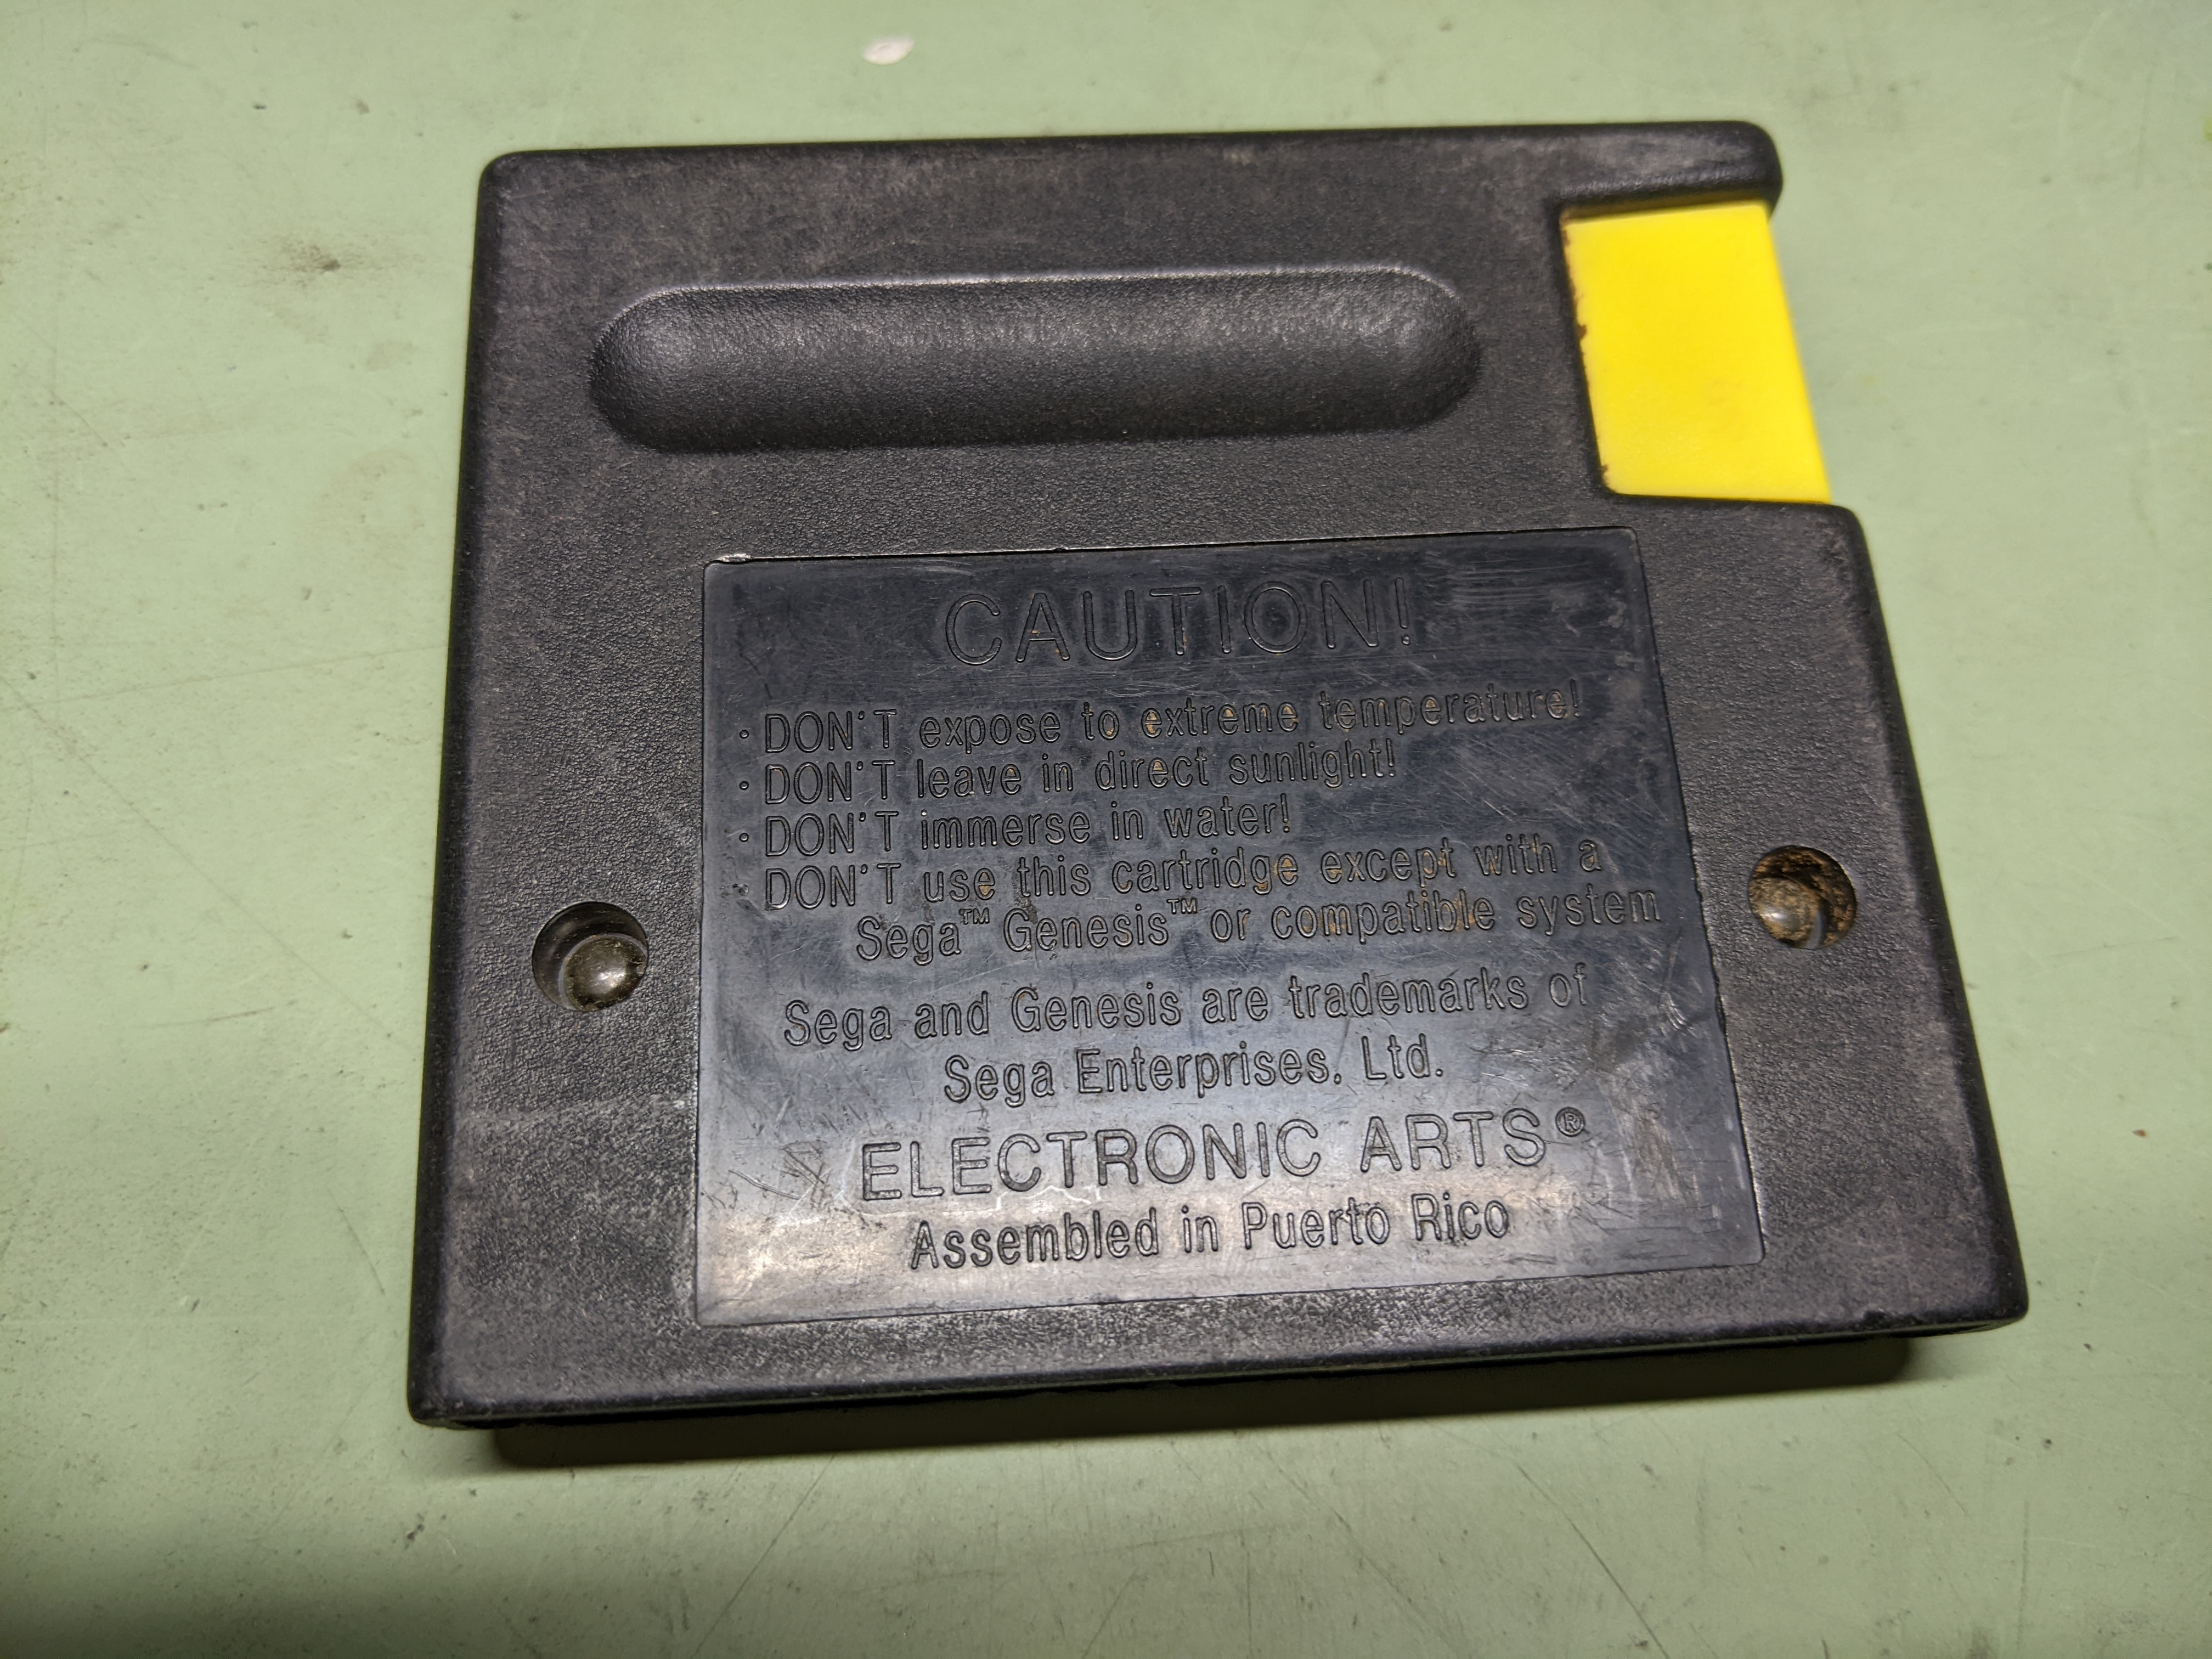 CAUTION!
· DON'T expose to extreme temperature!
· DON'T leave in direct sunlight!
· DON'T immerse in water!
· DON'T use this cartridge except with a
Sega™ Genesis™ or compatible system
Sega and Genesis are trademarks of
Sega Enterprises, Ltd.
ELECTRONIC ARTS®
Assembled in Puerto Rico